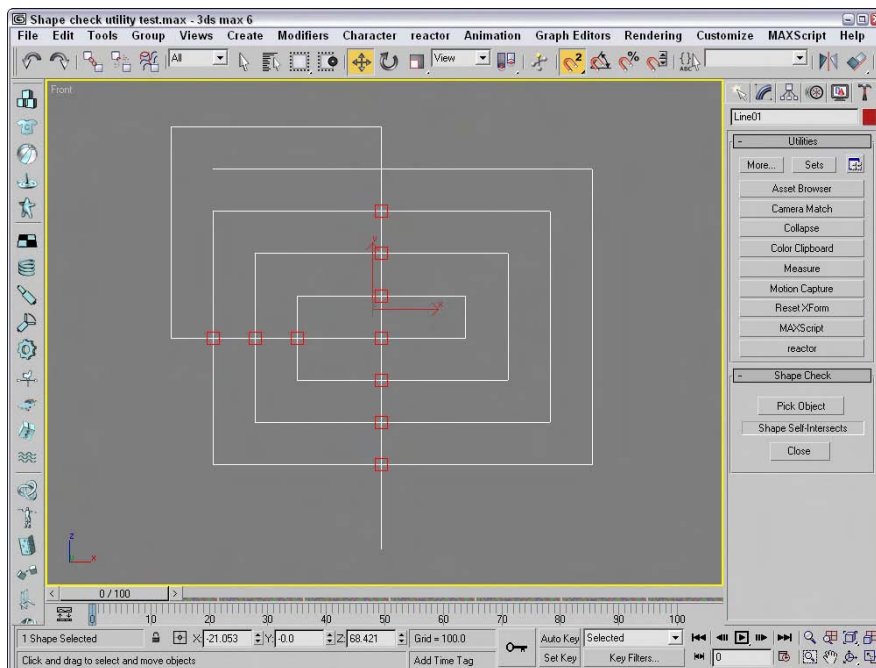 Shape check utility test.max - 3ds max 6
File Edit Tools Group Views Create Modifiers Character reactor Animation Graph Editors Rendering Customize MAXScript Help
All View
Front
Line01
- Utilities
More... Sets
Asset Browser
Camera Match
Collapse
Color Clipboard
Measure
Motion Capture
Reset XForm
MAXScript
reactor
- Shape Check
Pick Object
Shape Self-Intersects
Close
y
x
z
x
< 0 / 100 >
0 10 20 30 40 50 60 70 80 90 100
1 Shape Selected X: -21.053 Y: -0.0 Z: 68.421 Grid = 100.0 Auto Key Selected
Click and drag to select and move objects Add Time Tag Set Key Key Filters... 0